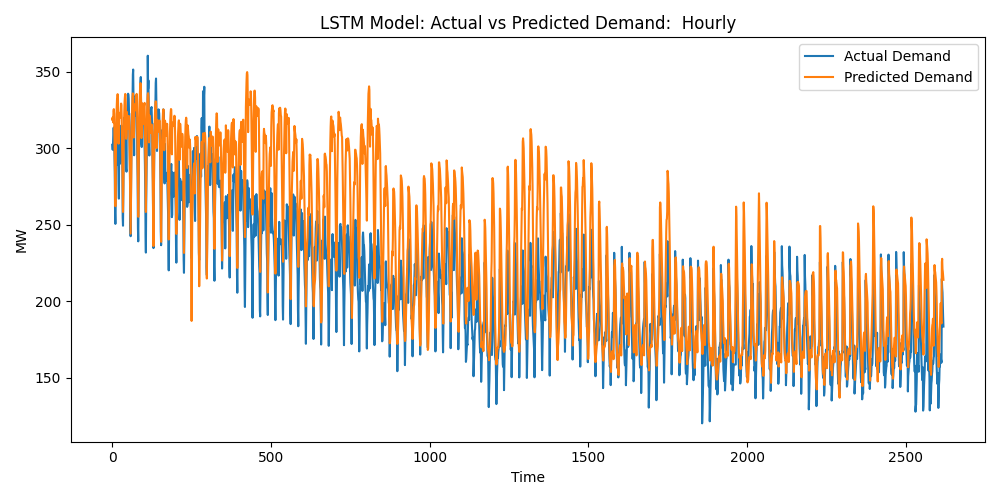 LSTM Model: Actual vs Predicted Demand:  Hourly
Actual Demand
Predicted Demand
MW
350
300
250
200
150
0 500 1000 1500 2000 2500
Time